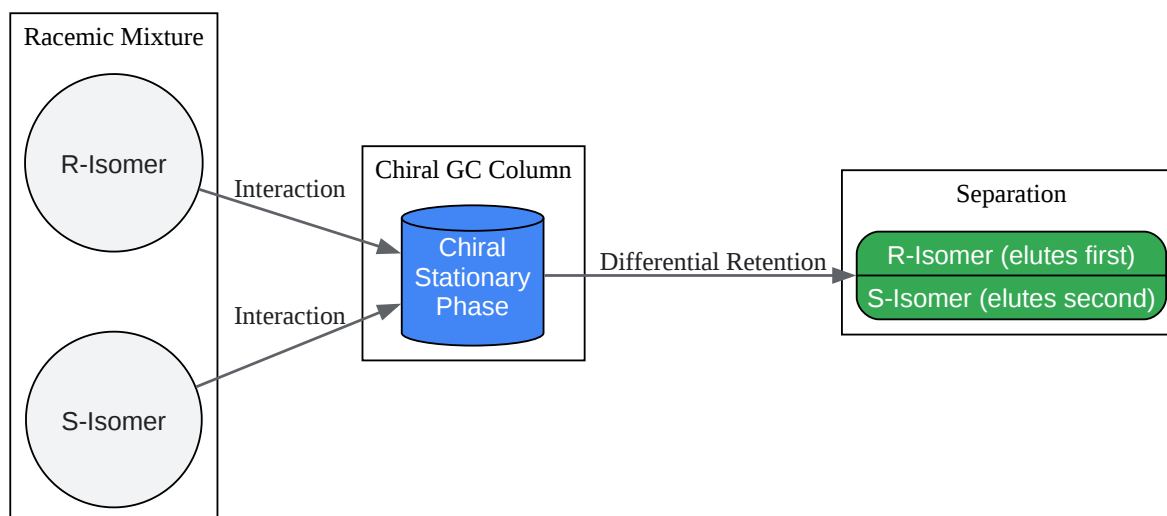 Racemic Mixture
R-Isomer
S-Isomer
Interaction
Interaction
Chiral GC Column
Chiral
Stationary
Phase
Differential Retention
Separation
R-Isomer (elutes first)
S-Isomer (elutes second)